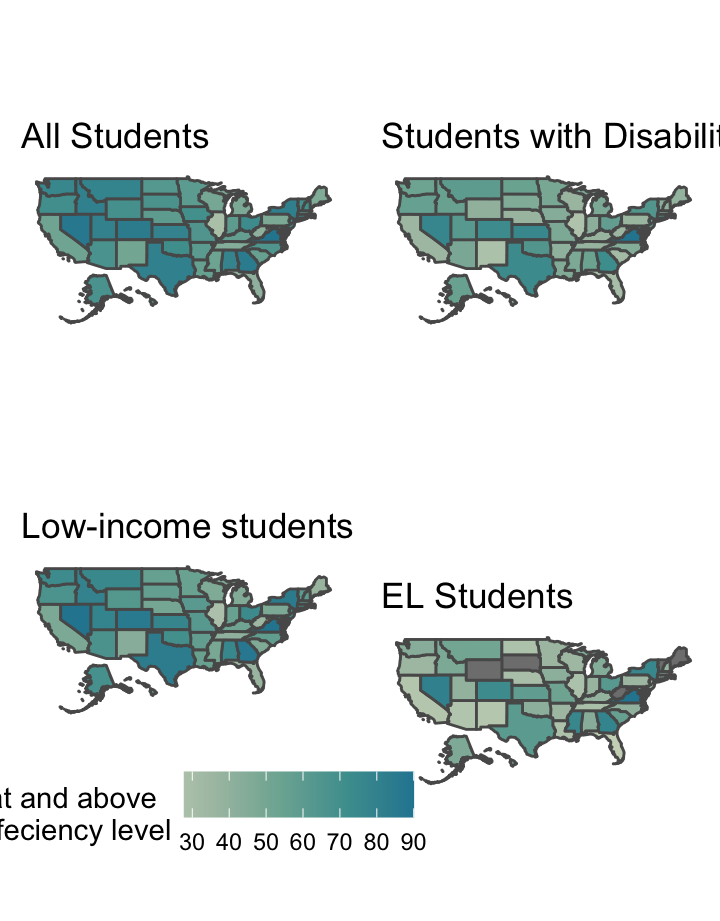 All Students
Students with Disabilit
Low-income students
EL Students
at and above
feciency level
30 40 50 60 70 80 90